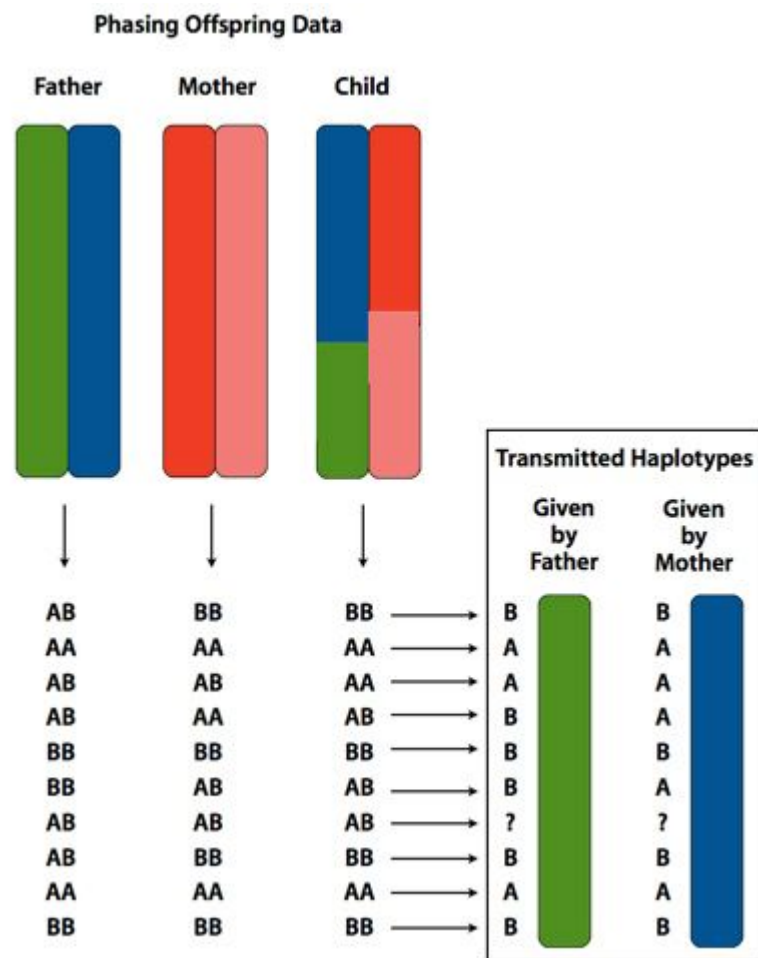 Phasing Offspring Data
Father Mother Child
Transmitted Haplotypes
Given by Father
Given by Mother
AB BB BB B B
AA AA AA A A
AB AB AA A A
AB AA AB B A
BB BB BB B B
BB AB AB B A
AB AB AB ? ?
AB BB BB B B
AA AA AA A A
BB BB BB B B